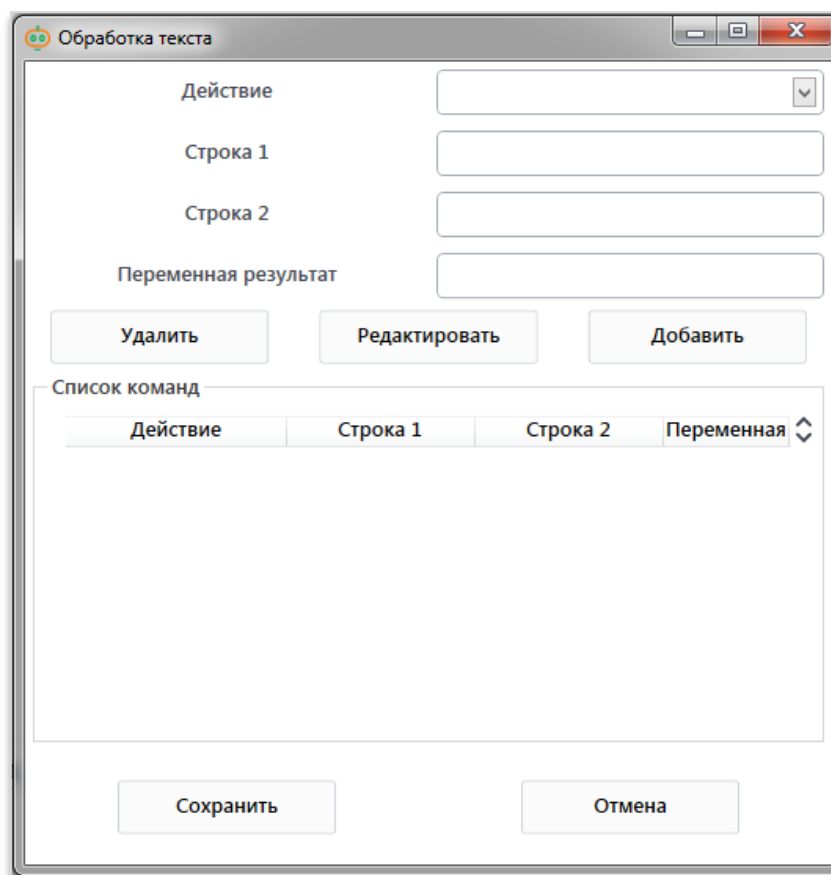 Обработка текста
Действие
Строка 1
Строка 2
Переменная результат
Удалить Редактировать Добавить
Список команд
Действие Строка 1 Строка 2 Переменная
Сохранить Отмена